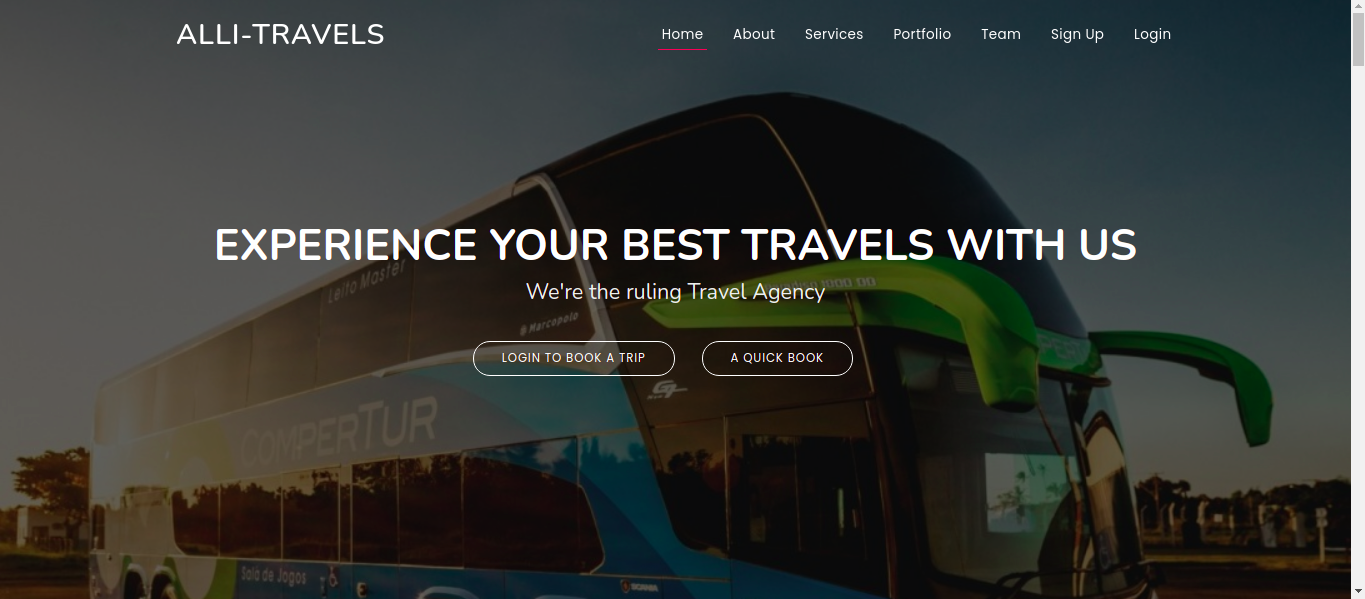 ALLI-TRAVELS
Home About Services Portfolio Team Sign Up Login
EXPERIENCE YOUR BEST TRAVELS WITH US
We're the ruling Travel Agency
LOGIN TO BOOK A TRIP A QUICK BOOK
Leito Master
Marcopolo
COMPERTUR
Sala de Jogos
SCANIA